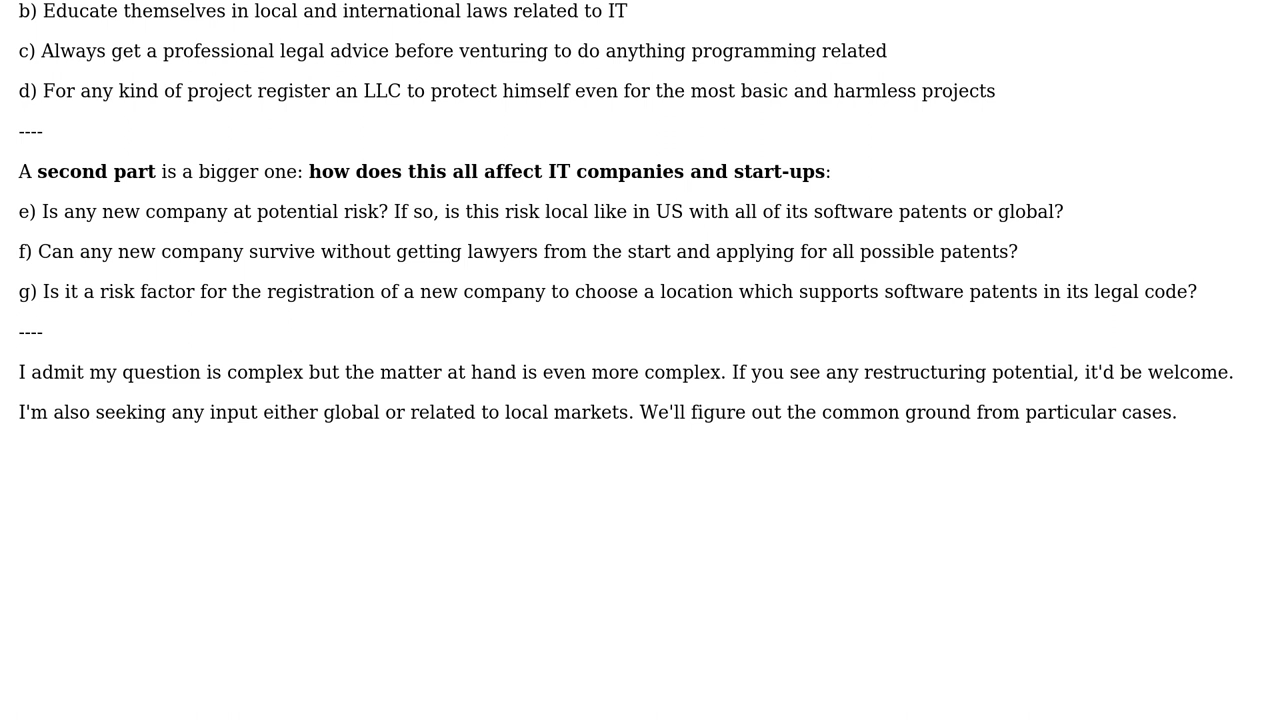 b) Educate themselves in local and international laws related to IT
c) Always get a professional legal advice before venturing to do anything programming related
d) For any kind of project register an LLC to protect himself even for the most basic and harmless projects
----
A second part is a bigger one: how does this all affect IT companies and start-ups:
e) Is any new company at potential risk? If so, is this risk local like in US with all of its software patents or global?
f) Can any new company survive without getting lawyers from the start and applying for all possible patents?
g) Is it a risk factor for the registration of a new company to choose a location which supports software patents in its legal code?
----
I admit my question is complex but the matter at hand is even more complex. If you see any restructuring potential, it'd be welcome.
I'm also seeking any input either global or related to local markets. We'll figure out the common ground from particular cases.